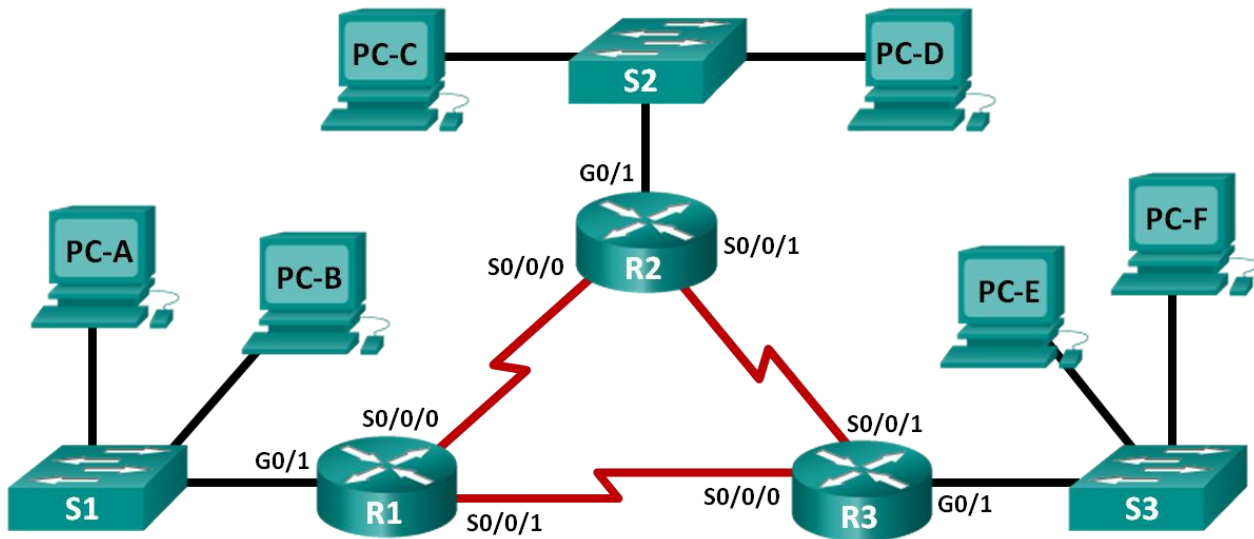 PC-C
S2
PC-D
G0/1
PC-A
PC-B
S0/0/0
R2
S0/0/1
PC-F
PC-E
S0/0/0
S0/0/1
G0/1
S1
R1
S0/0/1
S0/0/0
R3
G0/1
S3